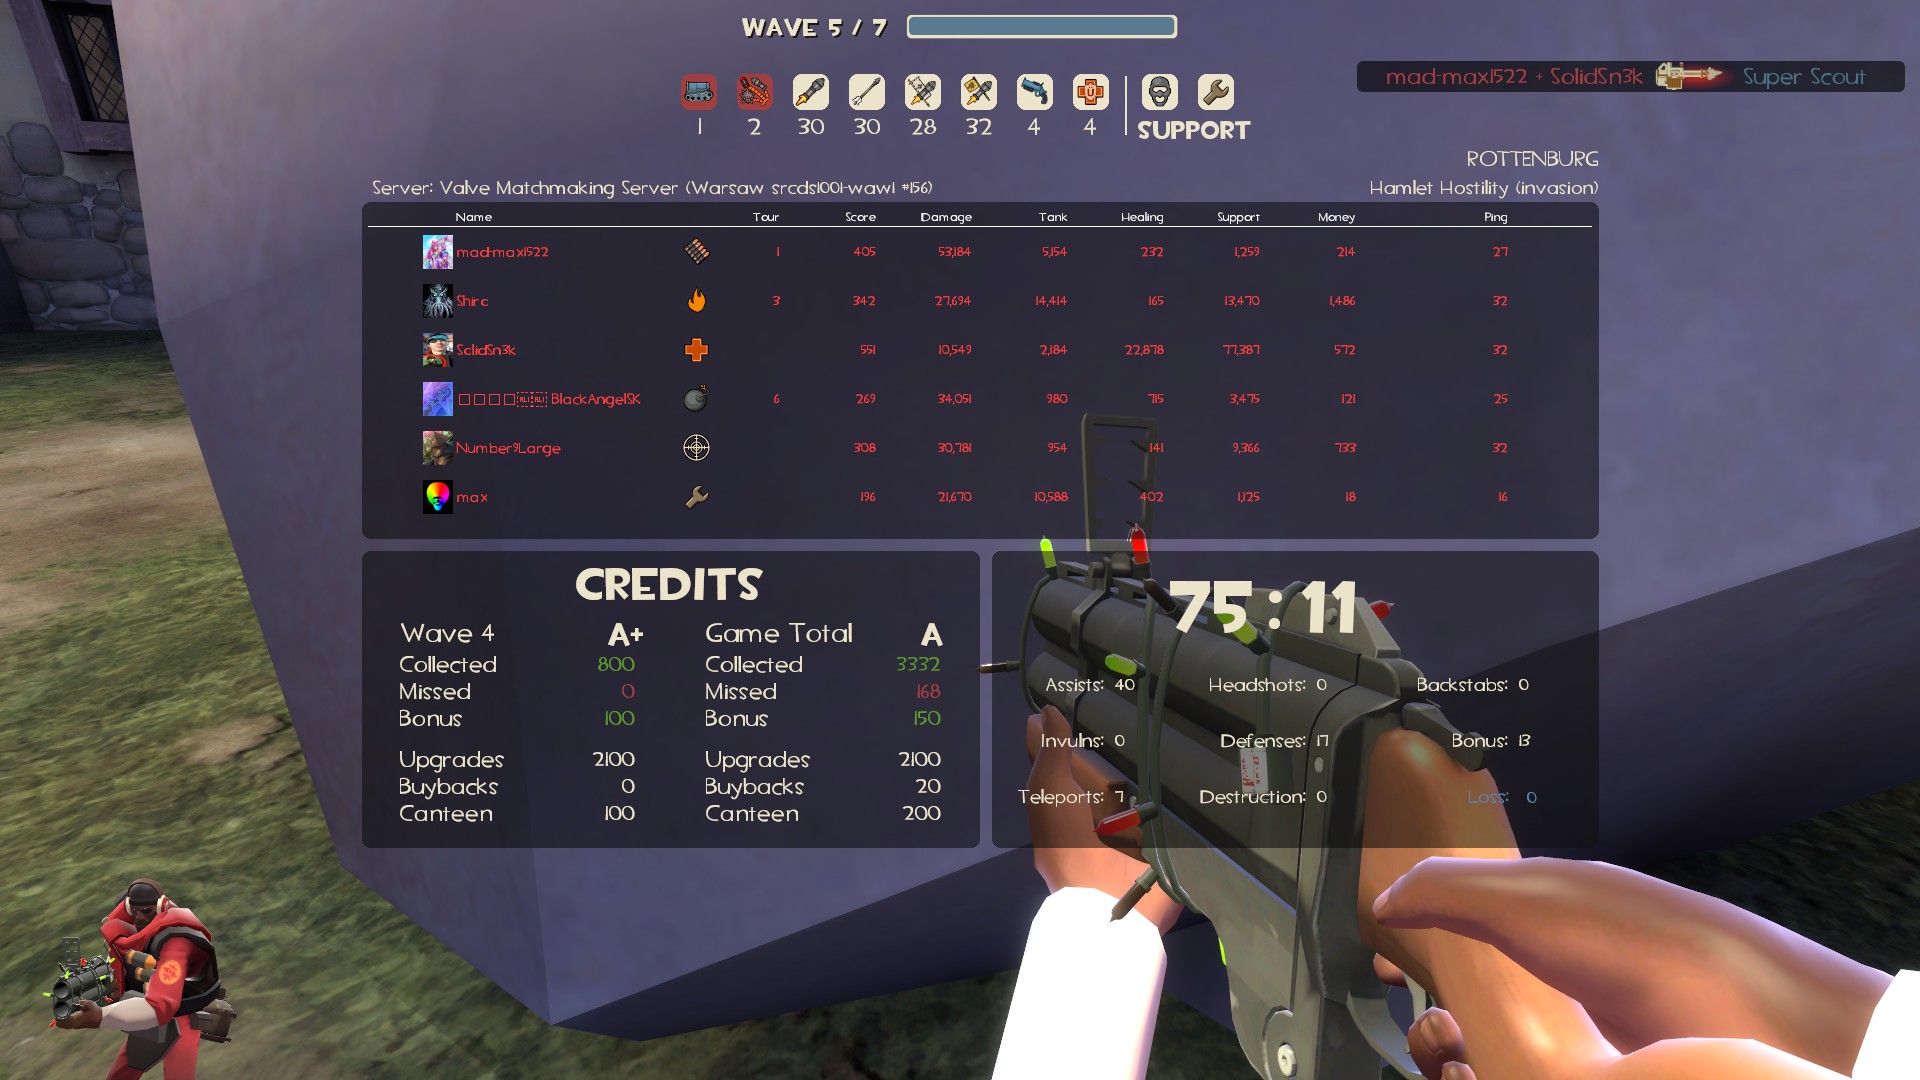 WAVE 5 / 7
mad-max1522 + SolidSn3k Super Scout
1 2 30 30 28 32 4 4 SUPPORT
ROTTENBURG
Server: Valve Matchmaking Server (Warsaw srcds1001-waw1 #156) Hamlet Hostility (invasion)
Name Tour Score Damage Tank Healing Support Money Ping
mad-max1522 1 405 53,184 5,154 232 1,259 214 27
Shirc 3 342 27,694 14,414 165 13,470 1,486 32
SolidSn3k 551 10,549 2,184 22,878 77,387 572 32
BlackAngelSK 6 269 34,051 980 715 3,475 121 25
Number9Large 308 30,781 954 141 9,366 733 32
max 196 21,670 10,588 402 1,125 18 16
CREDITS
Wave 4 A+ Game Total A
Collected 800 Collected 3332
Missed 0 Missed 168
Bonus 100 Bonus 150
Upgrades 2100 Upgrades 2100
Buybacks 0 Buybacks 20
Canteen 100 Canteen 200
75:11
Assists: 40 Headshots: 0 Backstabs: 0
Invulns: 0 Defenses: 17 Bonus: 13
Teleports: 7 Destruction: 0 Loss: 0